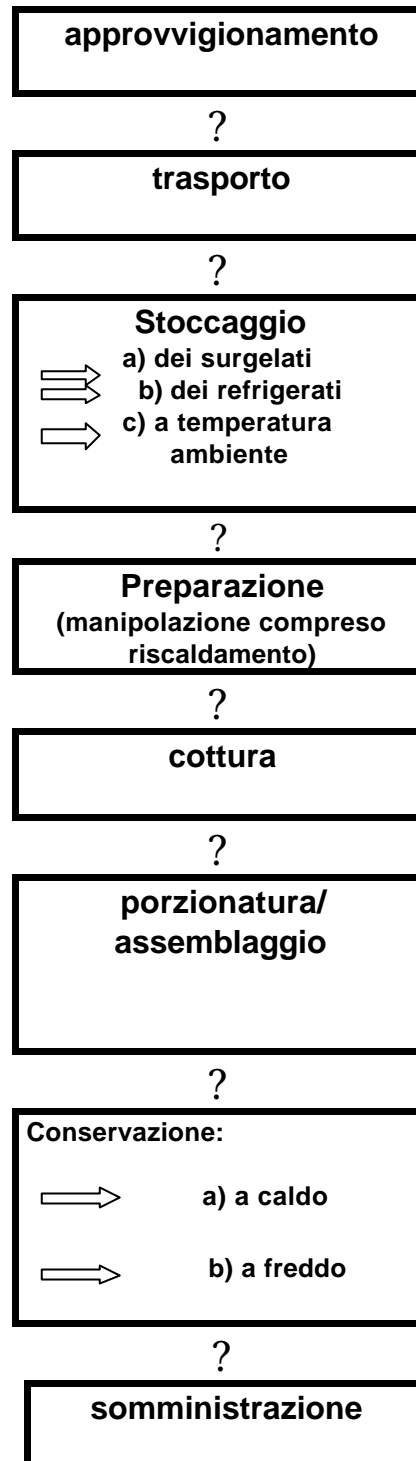 approvvigionamento
?
trasporto
?
Stoccaggio
a) dei surgelati
b) dei refrigerati
c) a temperatura
ambiente
?
Preparazione
(manipolazione compreso
riscaldamento)
?
cottura
?
porzionatura/
assemblaggio
?
Conservazione:
a) a caldo
b) a freddo
?
somministrazione